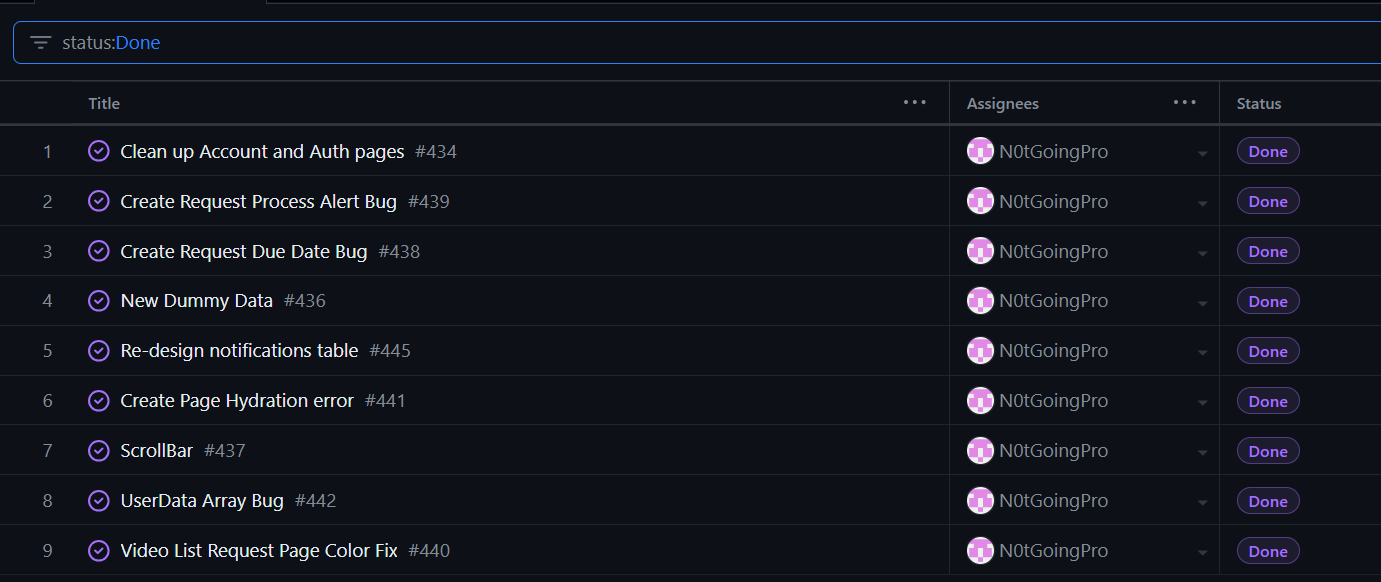 status:Done
Title ... Assignees ... Status
1 Clean up Account and Auth pages #434 N0tGoingPro Done
2 Create Request Process Alert Bug #439 N0tGoingPro Done
3 Create Request Due Date Bug #438 N0tGoingPro Done
4 New Dummy Data #436 N0tGoingPro Done
5 Re-design notifications table #445 N0tGoingPro Done
6 Create Page Hydration error #441 N0tGoingPro Done
7 ScrollBar #437 N0tGoingPro Done
8 UserData Array Bug #442 N0tGoingPro Done
9 Video List Request Page Color Fix #440 N0tGoingPro Done